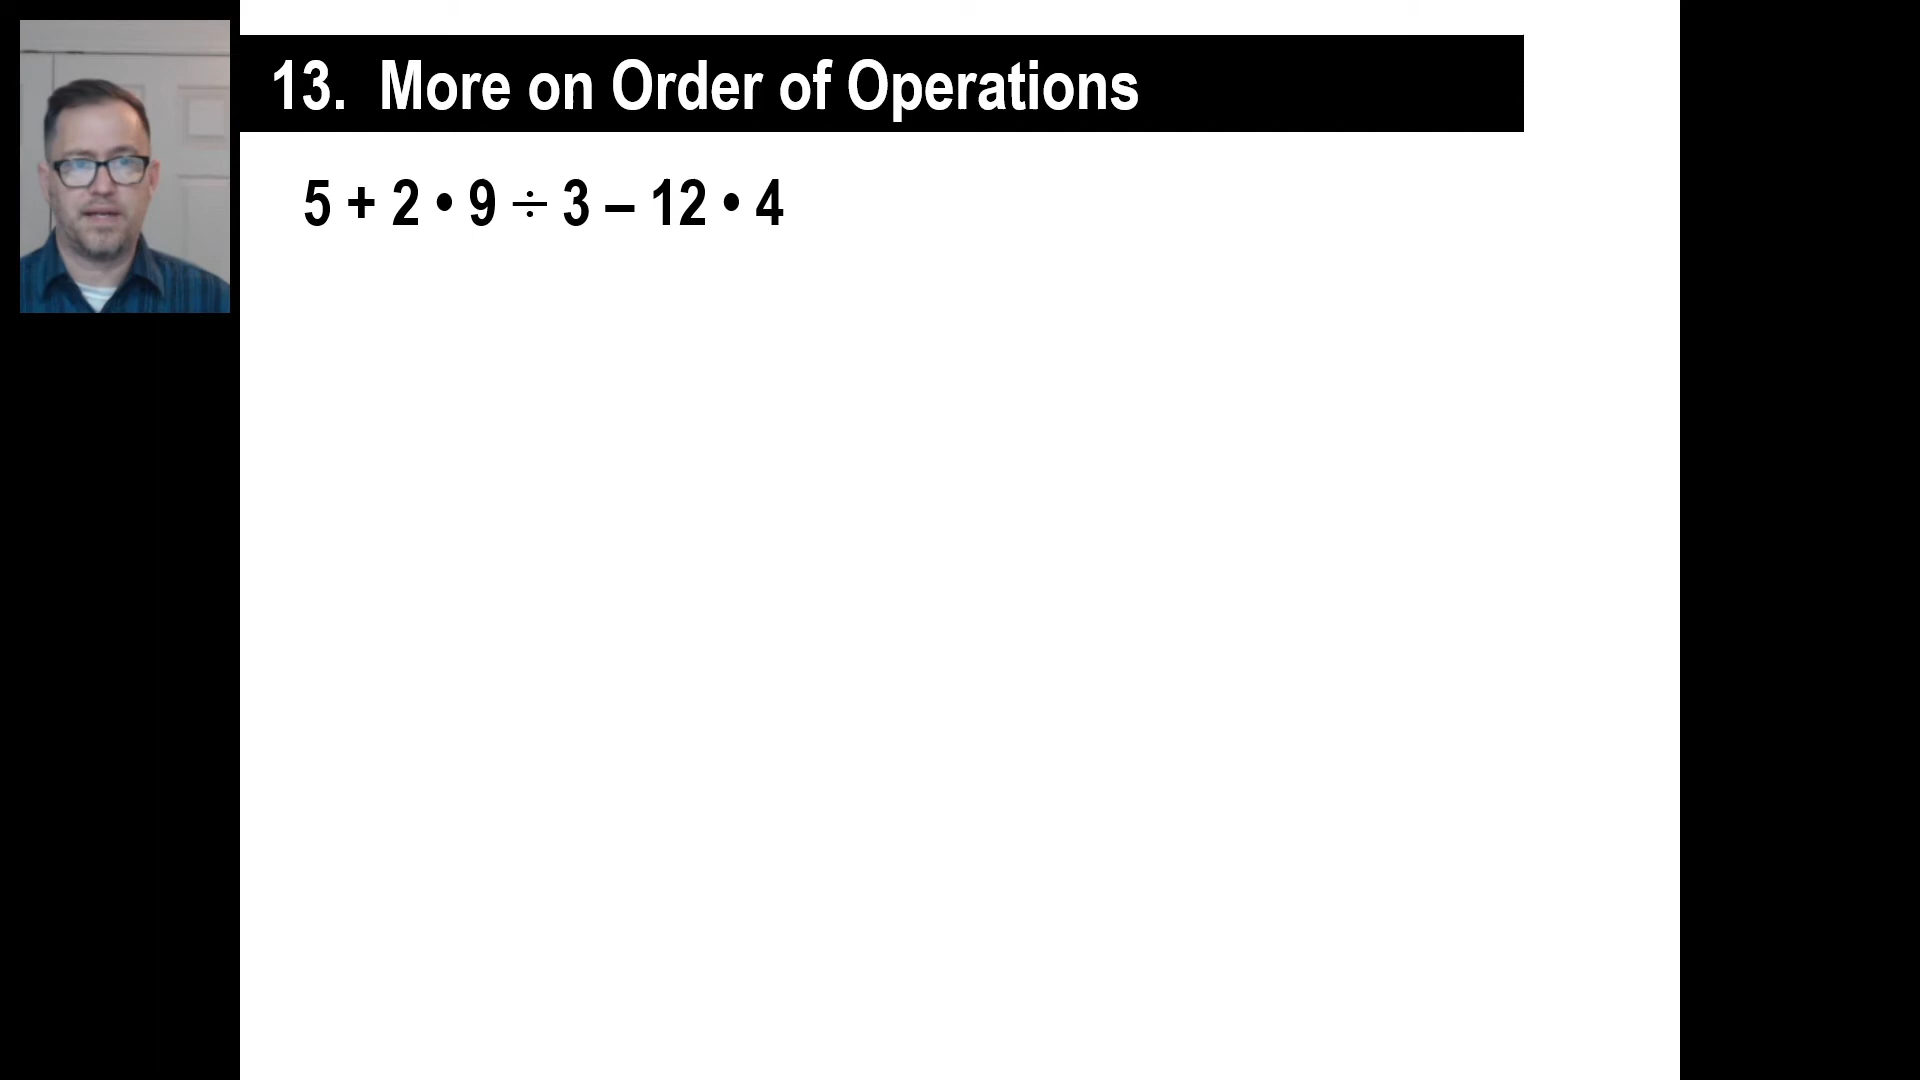 13. More on Order of Operations
5 + 2 • 9 ÷ 3 – 12 • 4